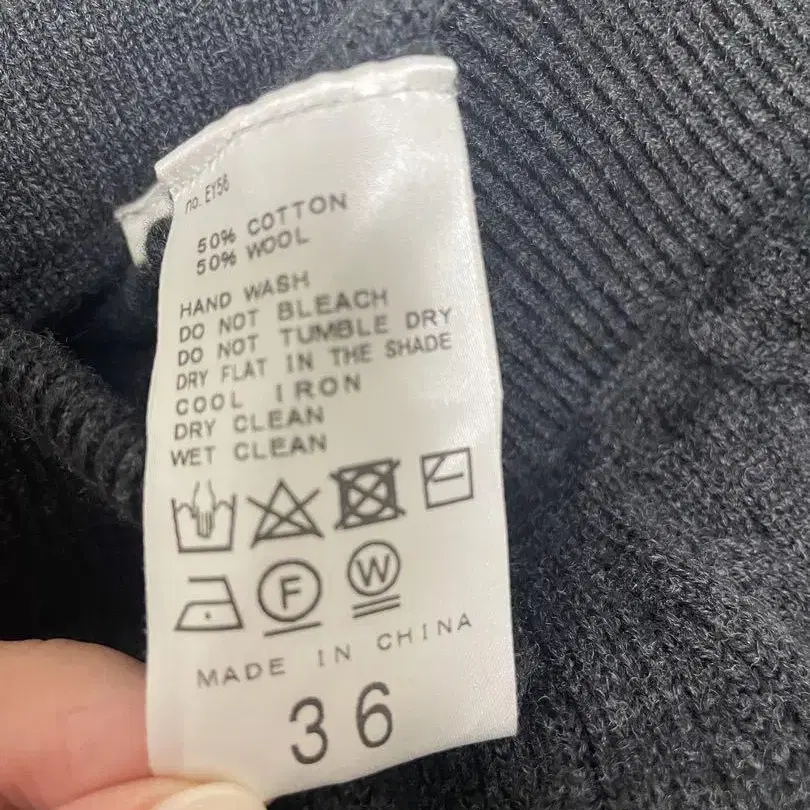 no. EY56
50% COTTON
50% WOOL
HAND WASH
DO NOT BLEACH
DO NOT TUMBLE DRY
DRY FLAT IN THE SHADE
COOL IRON
DRY CLEAN
WET CLEAN
F W
MADE IN CHINA
36